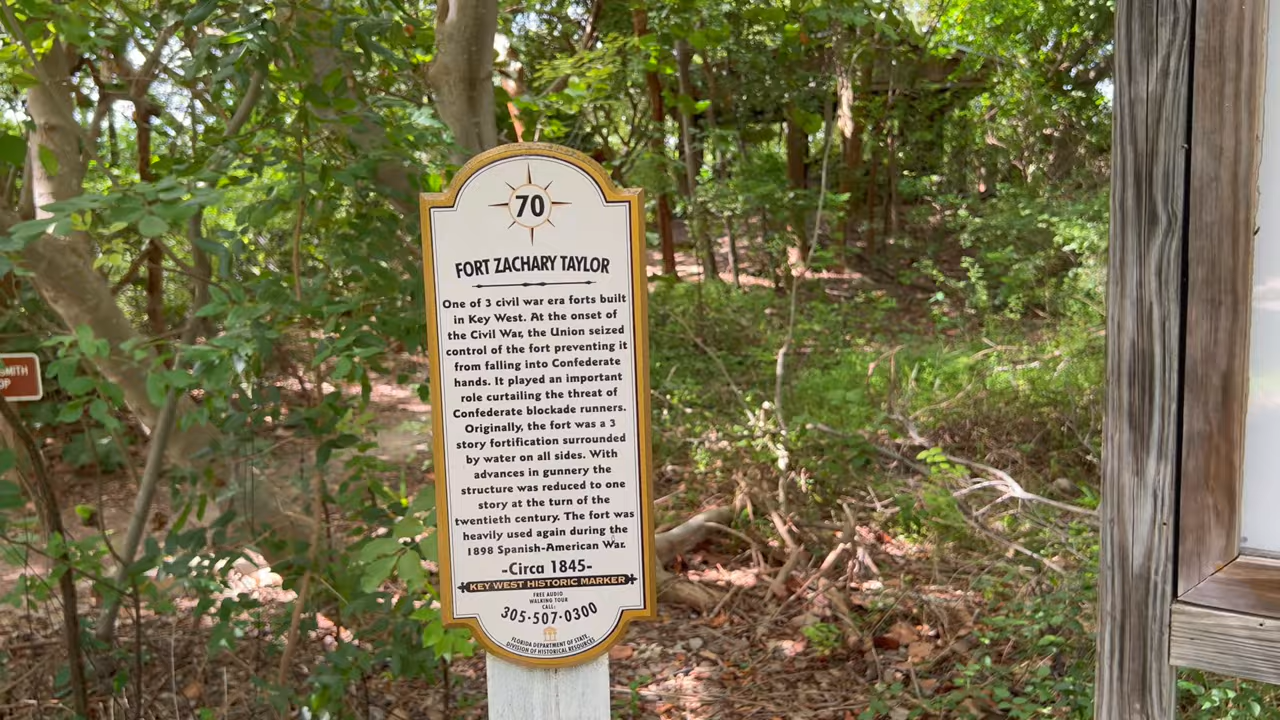 70
FORT ZACHARY TAYLOR
One of 3 civil war era forts built
in Key West. At the onset of
the Civil War, the Union seized
control of the fort preventing it
from falling into Confederate
hands. It played an important
role curtailing the threat of
Confederate blockade runners.
Originally, the fort was a 3
story fortification surrounded
by water on all sides. With
advances in gunnery the
structure was reduced to one
story at the turn of the
twentieth century. The fort was
heavily used again during the
1898 Spanish-American War.
-Circa 1845-
KEY WEST HISTORIC MARKER
FREE AUDIO
WALKING TOUR
CALL:
305·507·0300
FLORIDA DEPARTMENT OF STATE,
DIVISION OF HISTORICAL RESOURCES
SMITH
OP